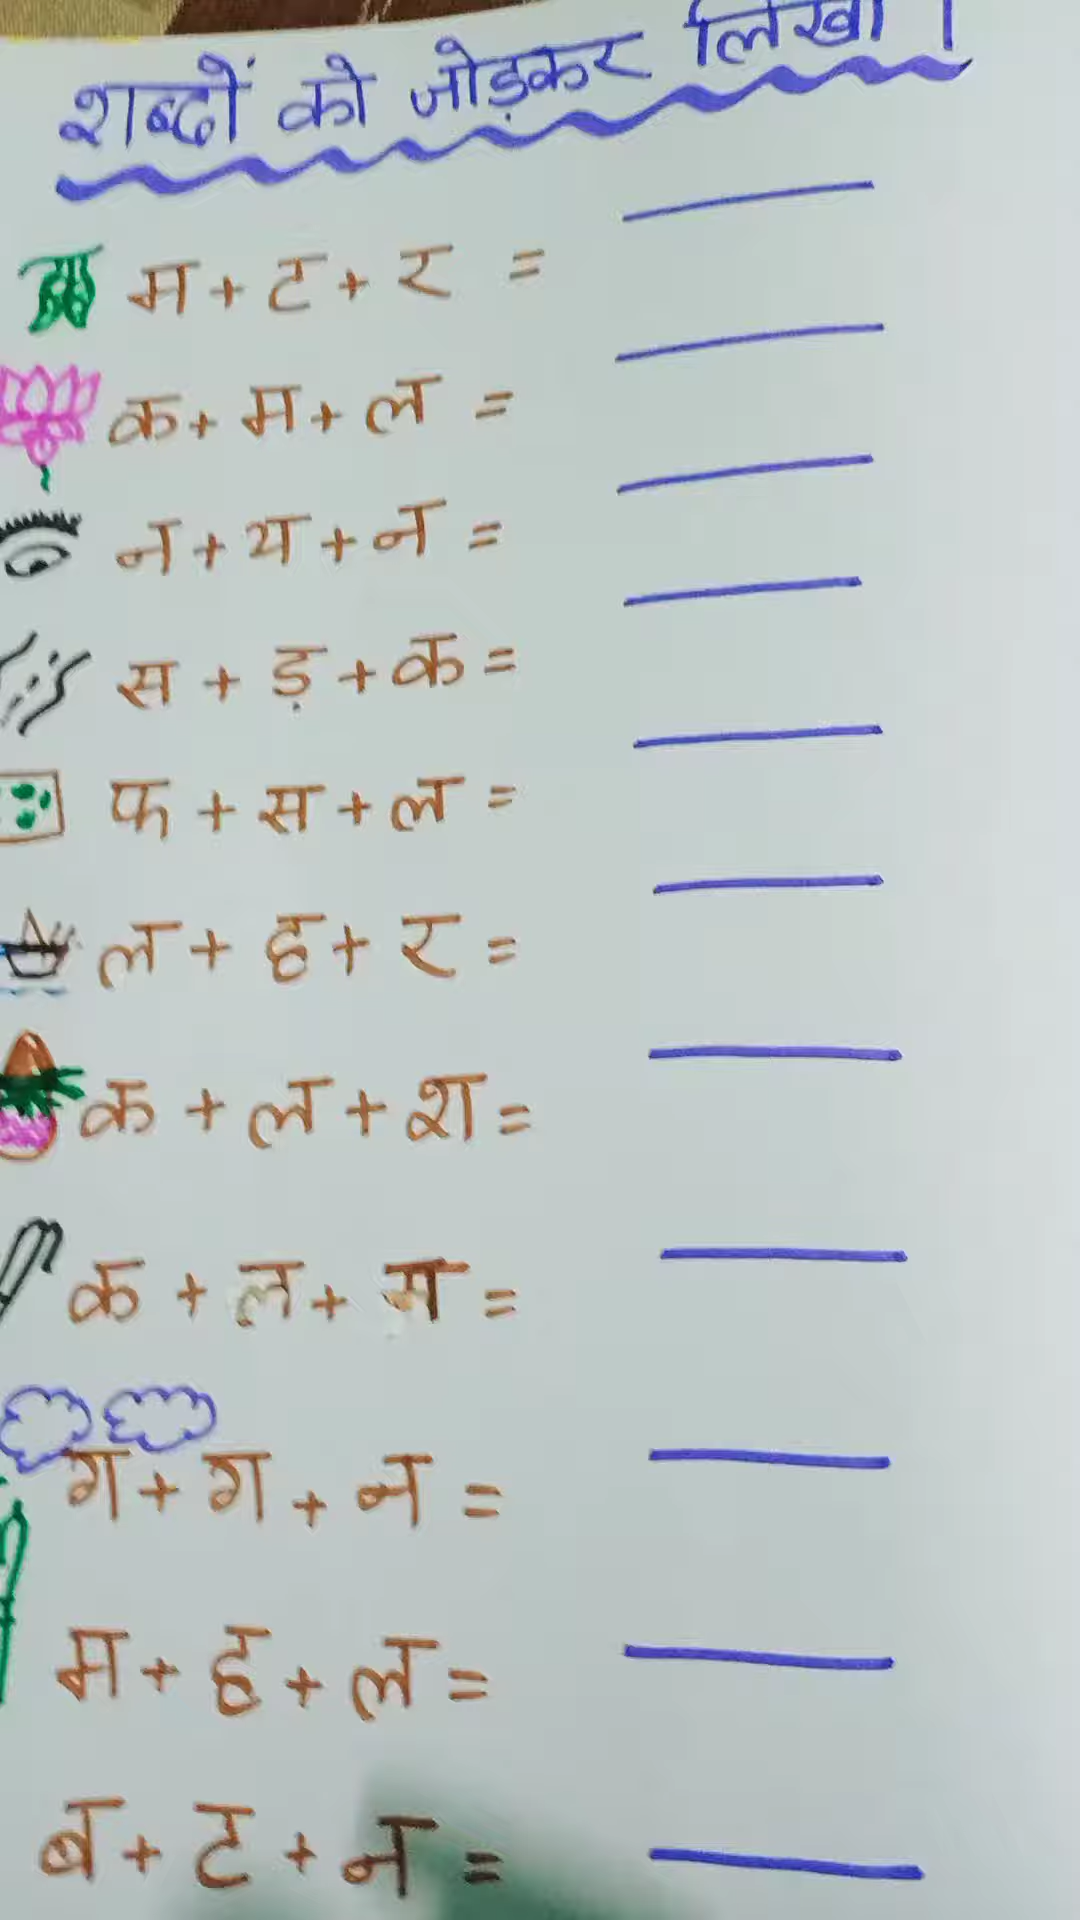 शब्दों को जोड़कर लिखो ।
म + ट + र =
क + म + ल =
न + य + न =
स + ड़ + क =
फ + स + ल =
ल + ह + र =
क + ल + श =
क + ल + म =
ग + ग + न =
म + ह + ल =
ब + ट + न =